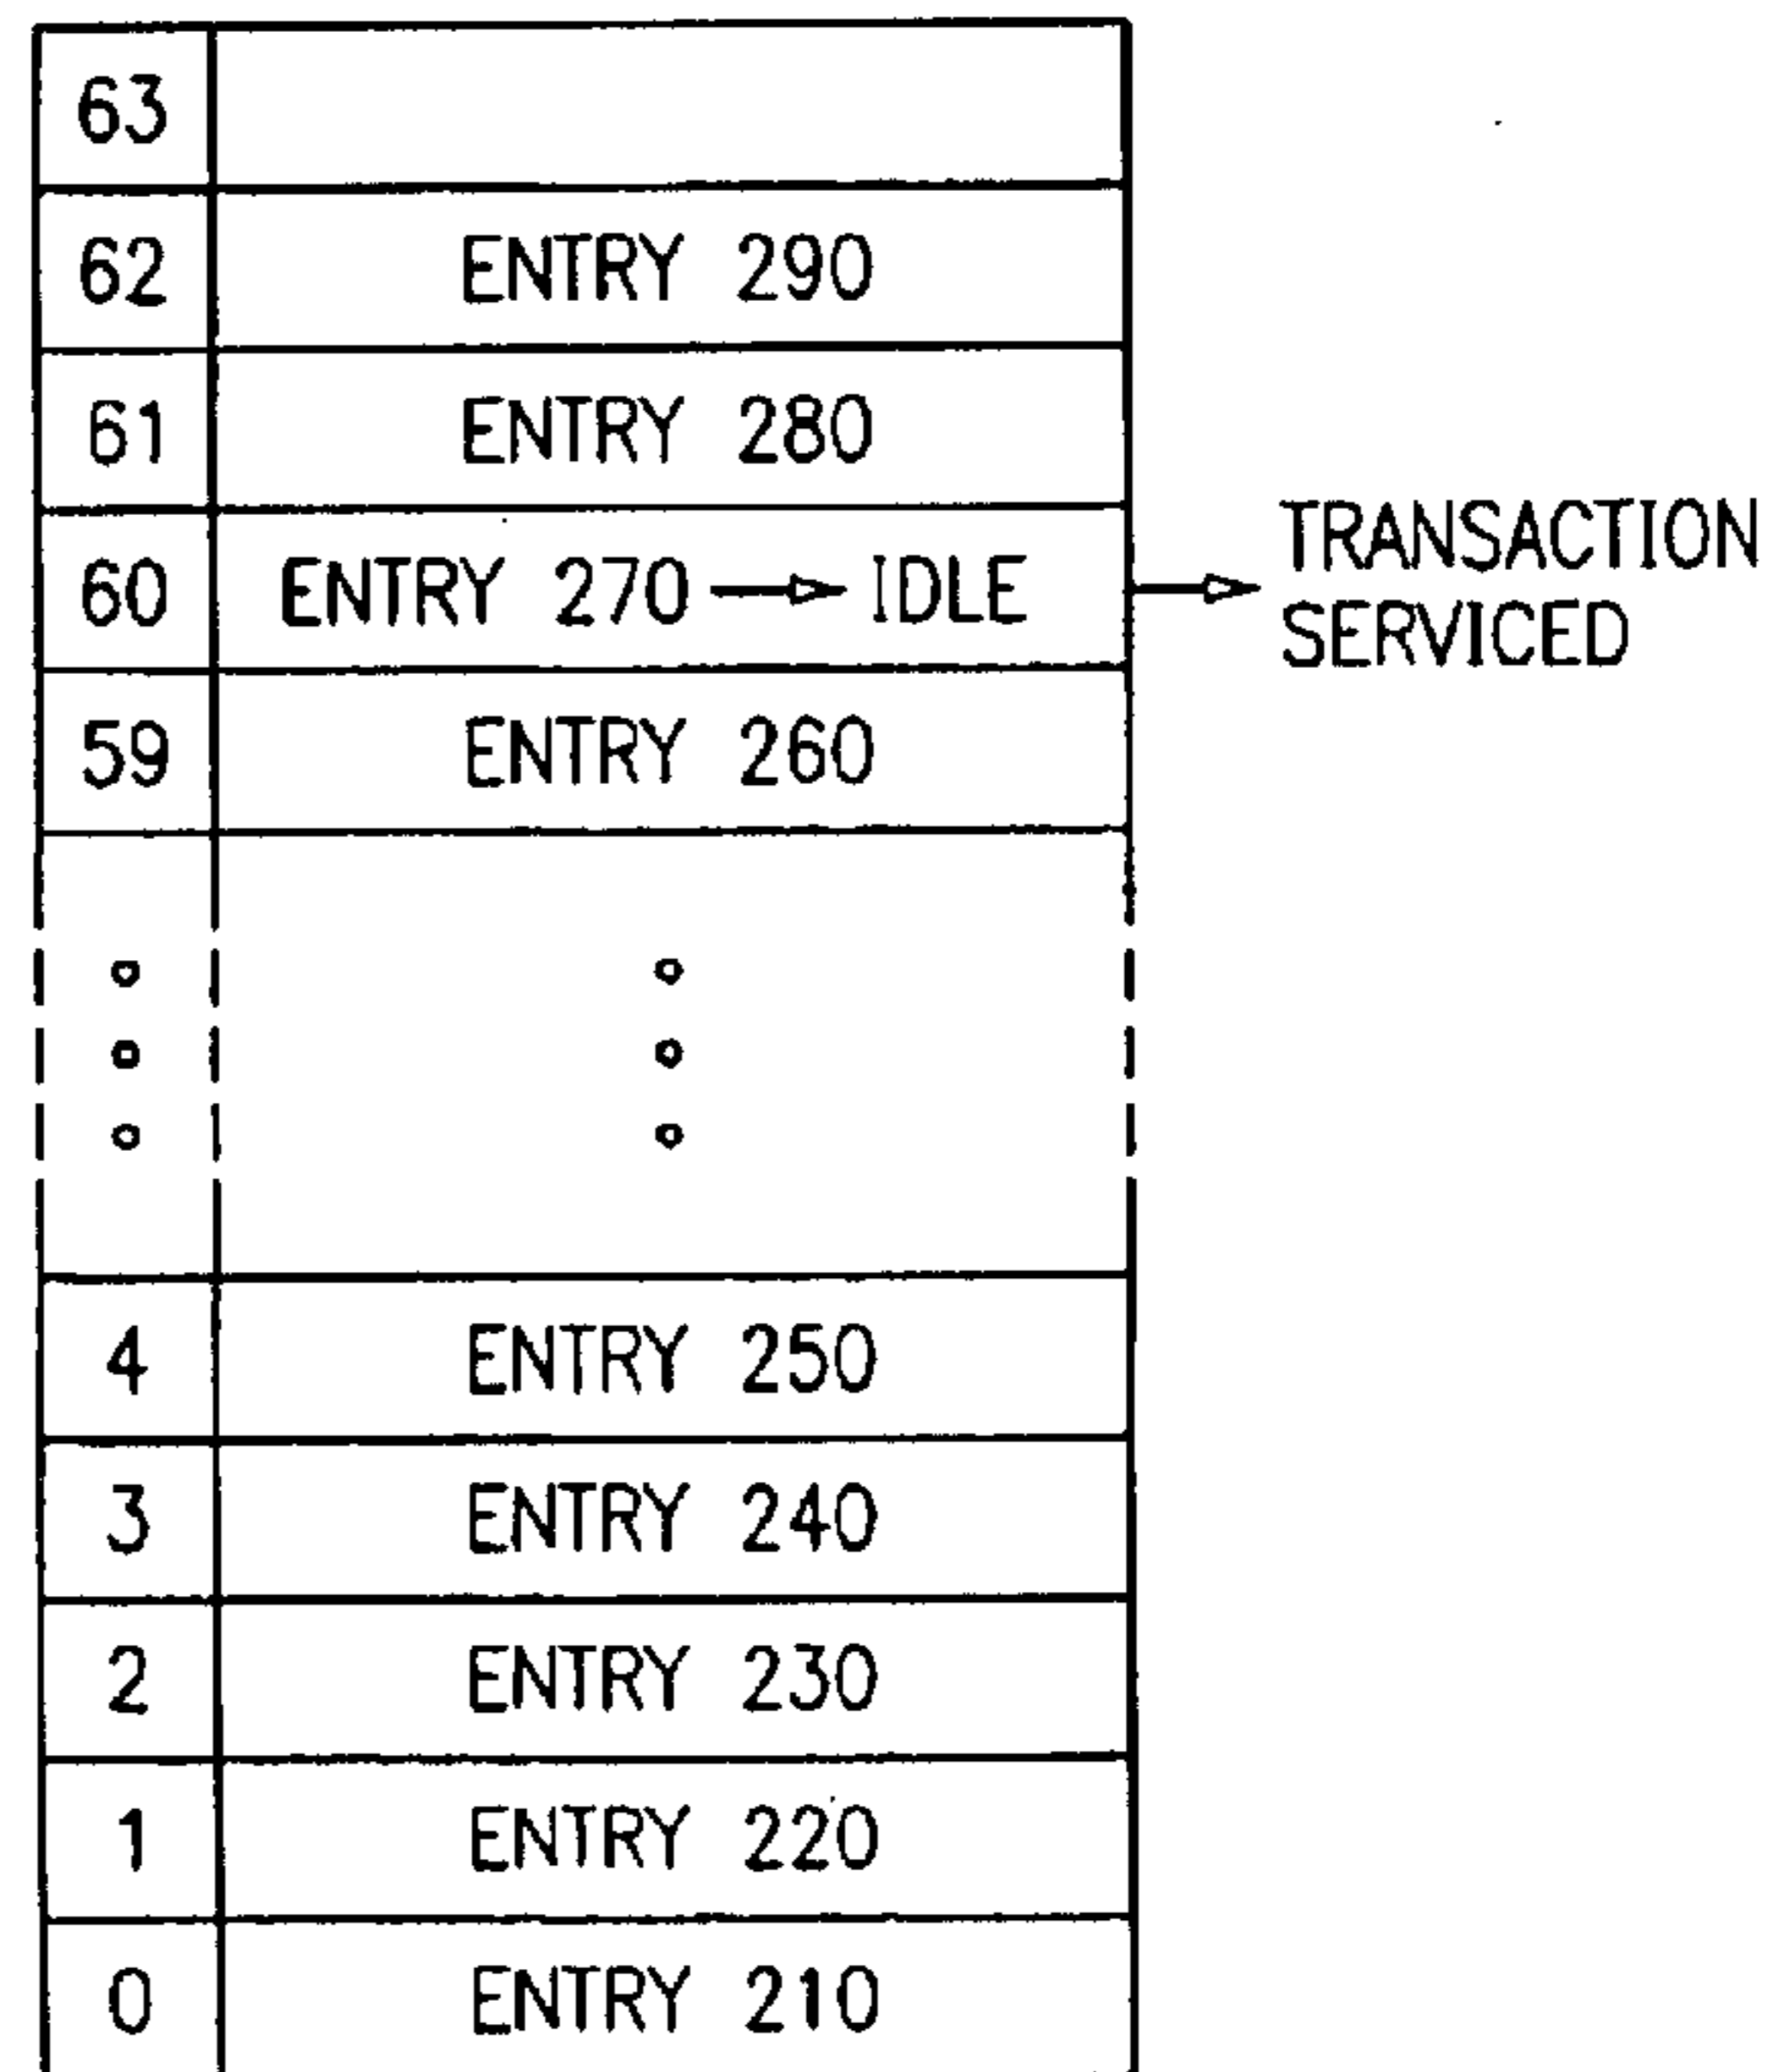 63
62 ENTRY 290
61 ENTRY 280
60 ENTRY 270 IDLE TRANSACTION
SERVICED
59 ENTRY 260
4 ENTRY 250
3 ENTRY 240
2 ENTRY 230
1 ENTRY 220
0 ENTRY 210